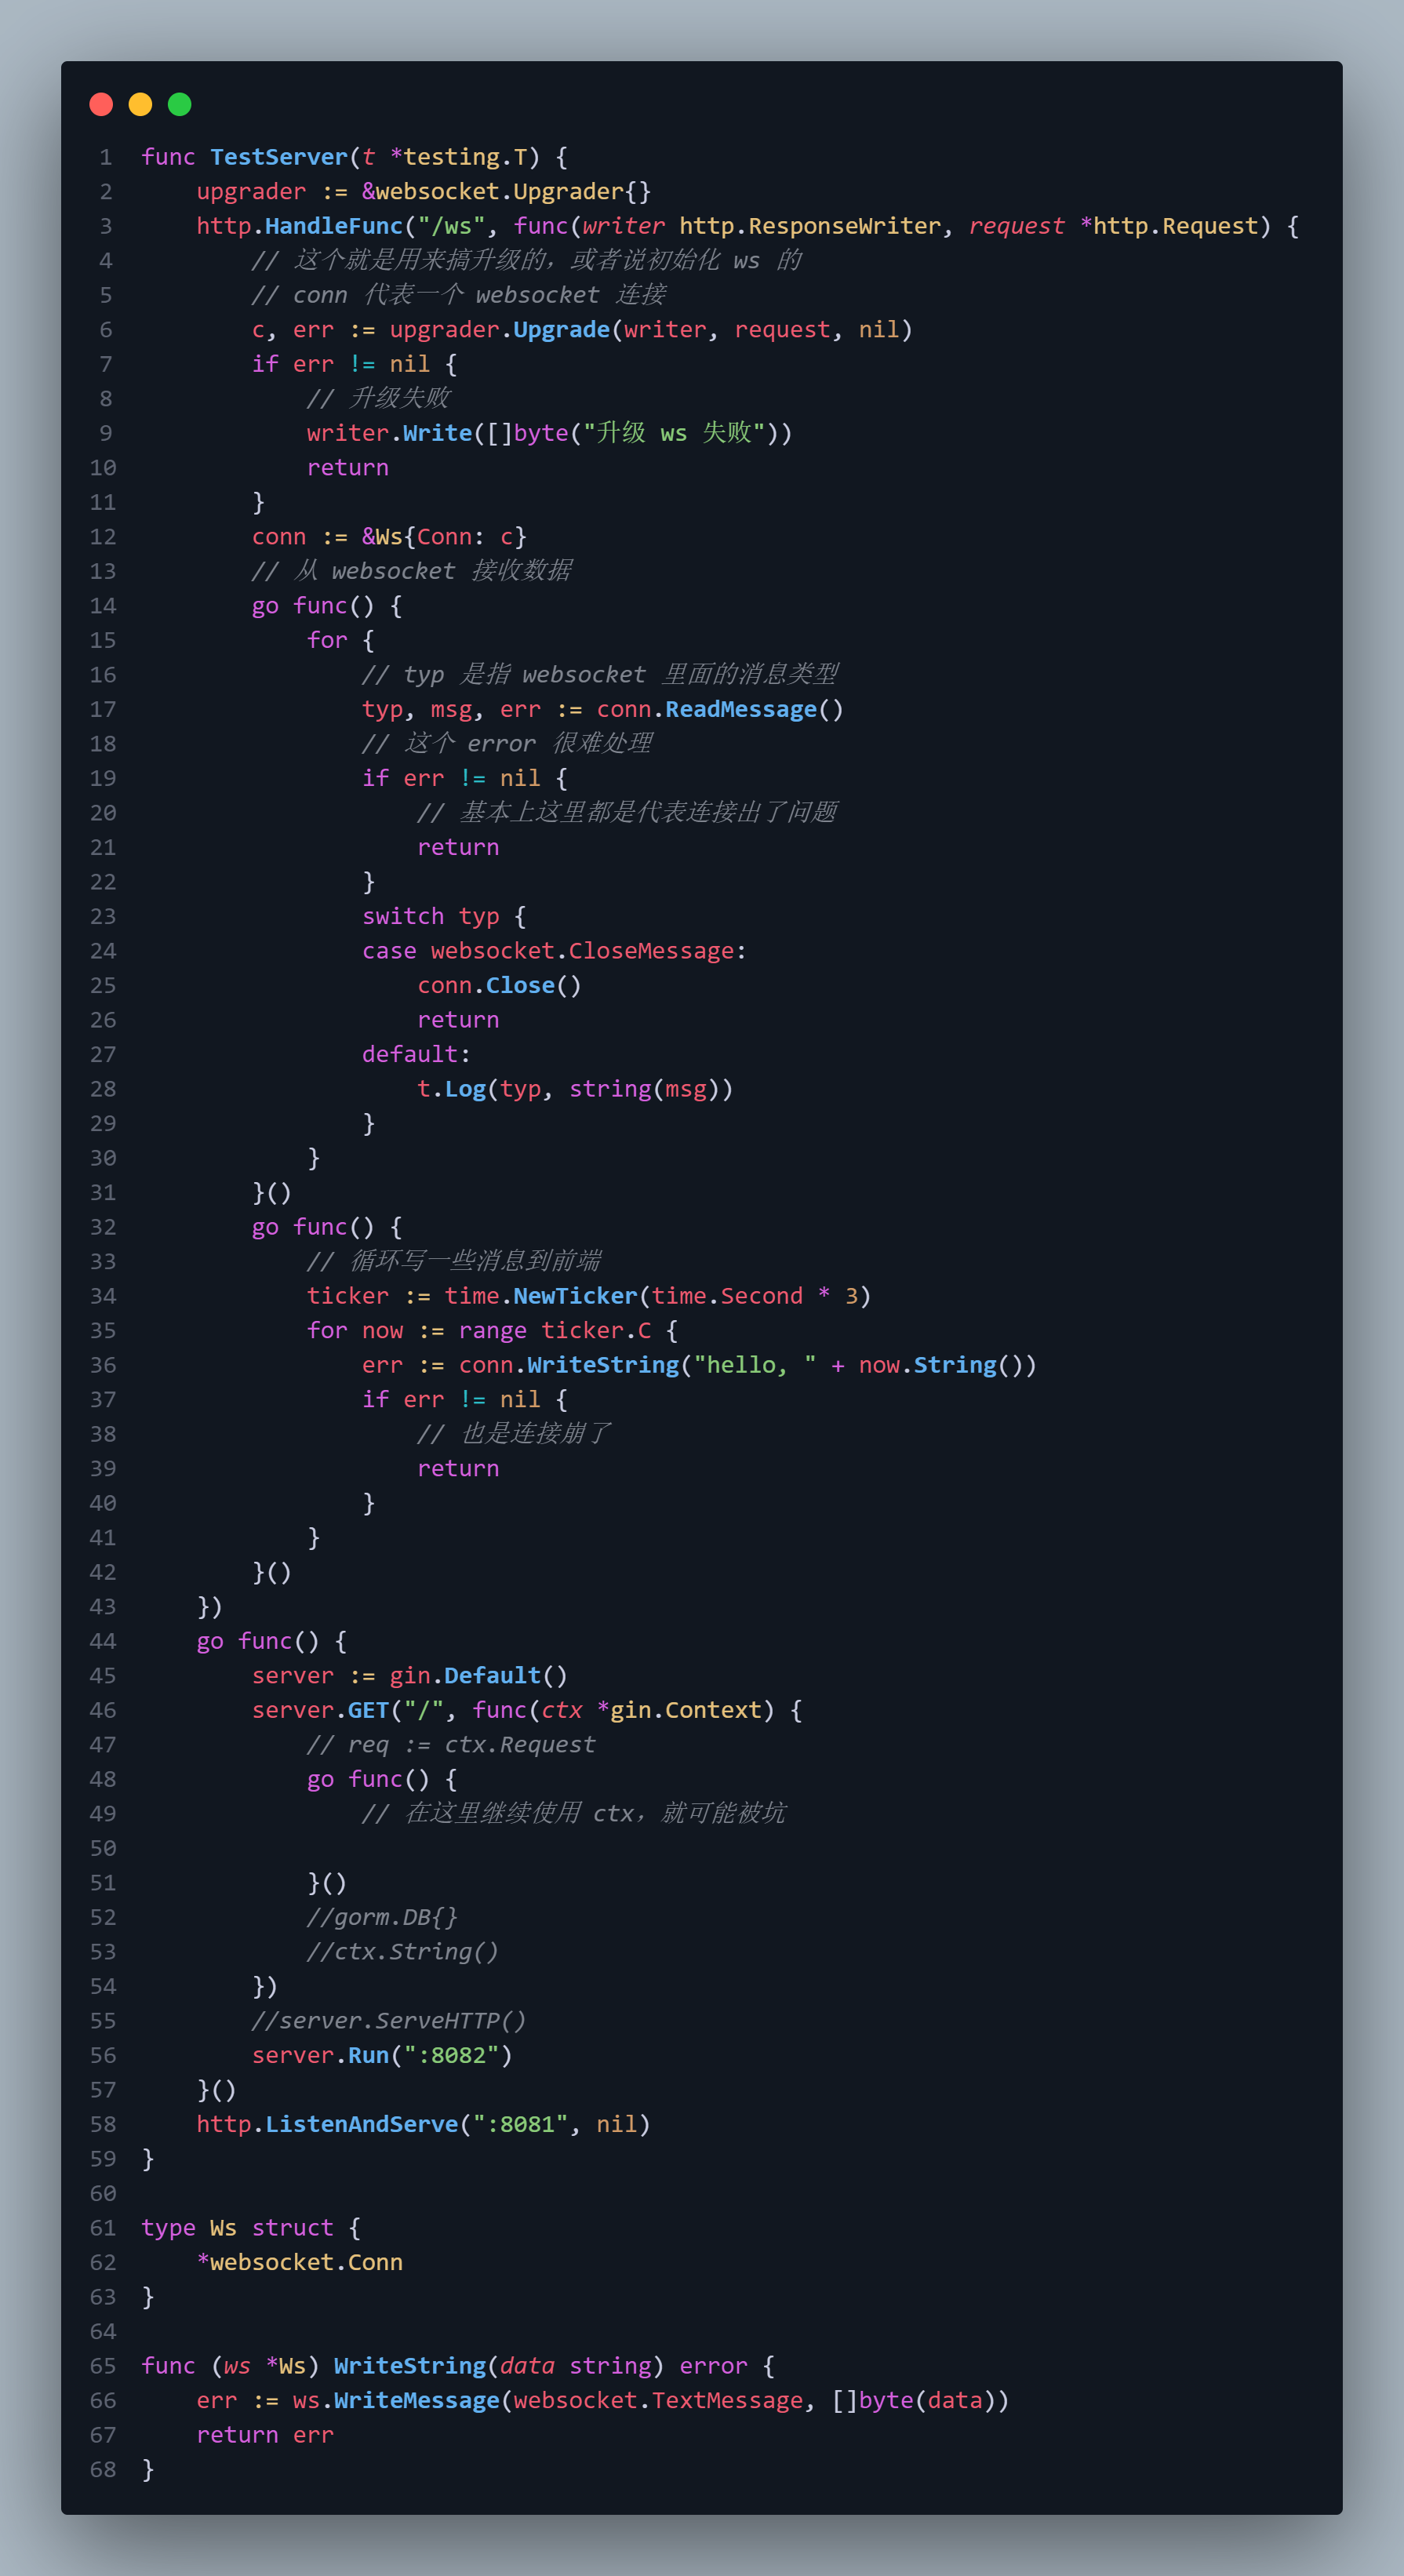 1 func TestServer(t *testing.T) {
2     upgrader := &websocket.Upgrader{}
3     http.HandleFunc("/ws", func(writer http.ResponseWriter, request *http.Request) {
4         // 这个就是用来搞升级的，或者说初始化 ws 的
5         // conn 代表一个 websocket 连接
6         c, err := upgrader.Upgrade(writer, request, nil)
7         if err != nil {
8             // 升级失败
9             writer.Write([]byte("升级 ws 失败"))
10             return
11         }
12         conn := &Ws{Conn: c}
13         // 从 websocket 接收数据
14         go func() {
15             for {
16                 // typ 是指 websocket 里面的消息类型
17                 typ, msg, err := conn.ReadMessage()
18                 // 这个 error 很难处理
19                 if err != nil {
20                     // 基本上这里都是代表连接出了问题
21                     return
22                 }
23                 switch typ {
24                 case websocket.CloseMessage:
25                     conn.Close()
26                     return
27                 default:
28                     t.Log(typ, string(msg))
29                 }
30             }
31         }()
32         go func() {
33             // 循环写一些消息到前端
34             ticker := time.NewTicker(time.Second * 3)
35             for now := range ticker.C {
36                 err := conn.WriteString("hello, " + now.String())
37                 if err != nil {
38                     // 也是连接崩了
39                     return
40                 }
41             }
42         }()
43     })
44     go func() {
45         server := gin.Default()
46         server.GET("/", func(ctx *gin.Context) {
47             // req := ctx.Request
48             go func() {
49                 // 在这里继续使用 ctx，就可能被坑
50
51             }()
52             //gorm.DB{}
53             //ctx.String()
54         })
55         //server.ServeHTTP()
56         server.Run(":8082")
57     }()
58     http.ListenAndServe(":8081", nil)
59 }
60
61 type Ws struct {
62     *websocket.Conn
63 }
64
65 func (ws *Ws) WriteString(data string) error {
66     err := ws.WriteMessage(websocket.TextMessage, []byte(data))
67     return err
68 }